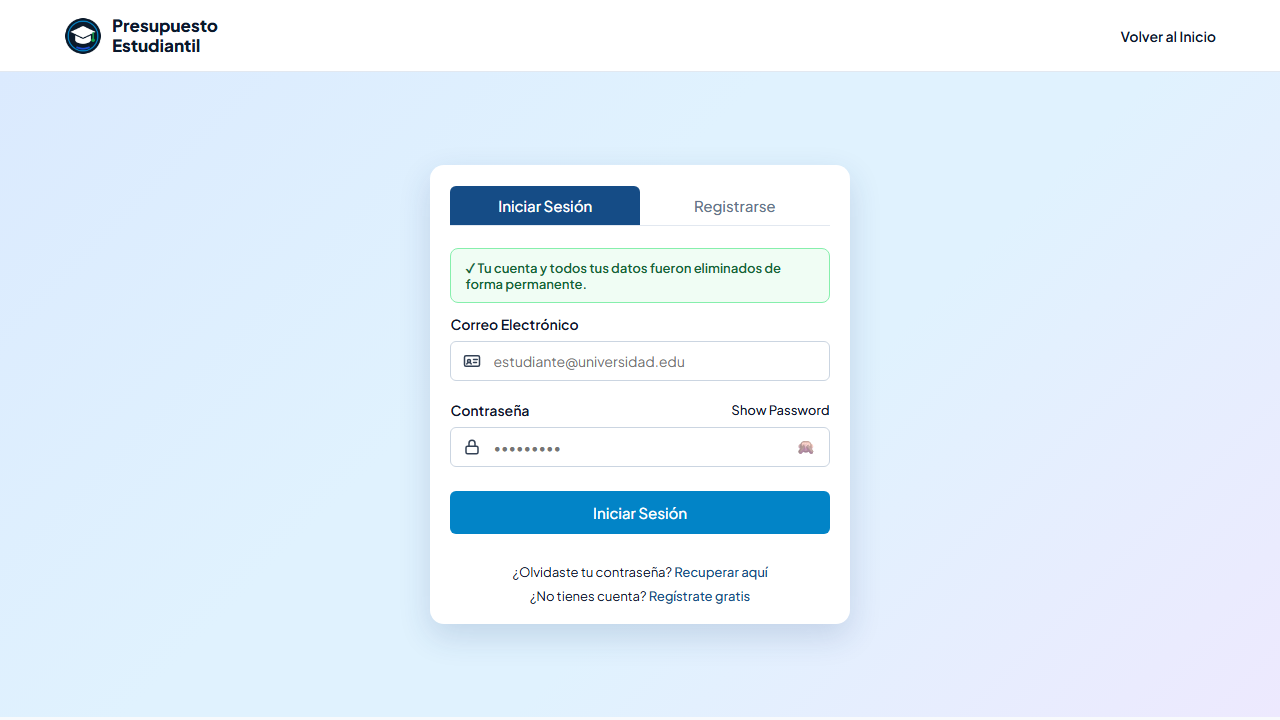 Presupuesto
Estudiantil
Volver al Inicio
Iniciar Sesión
Registrarse
✓Tu cuenta y todos tus datos fueron eliminados de
forma permanente.
Correo Electrónico
estudiante@universidad.edu
Contraseña
Show Password
•••••••••
Iniciar Sesión
¿Olvidaste tu contraseña? Recuperar aquí
¿No tienes cuenta? Regístrate gratis